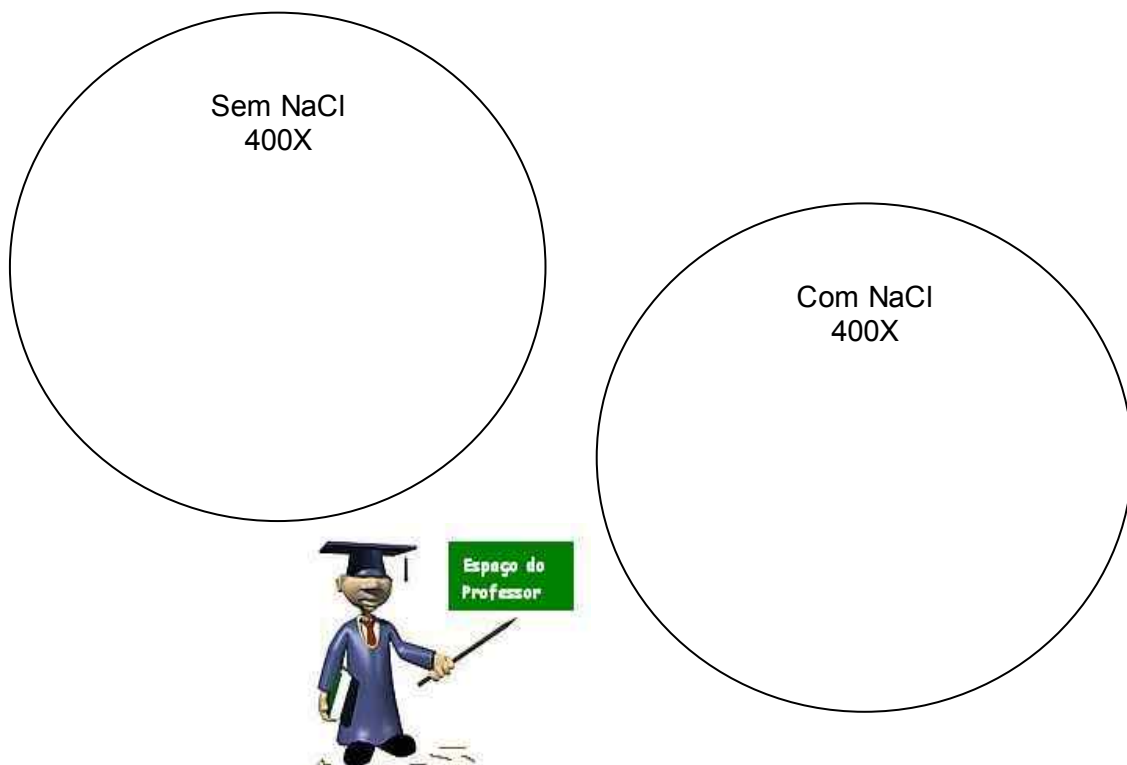 Sem NaCl
400X
Com NaCl
400X
Espaço do
Professor